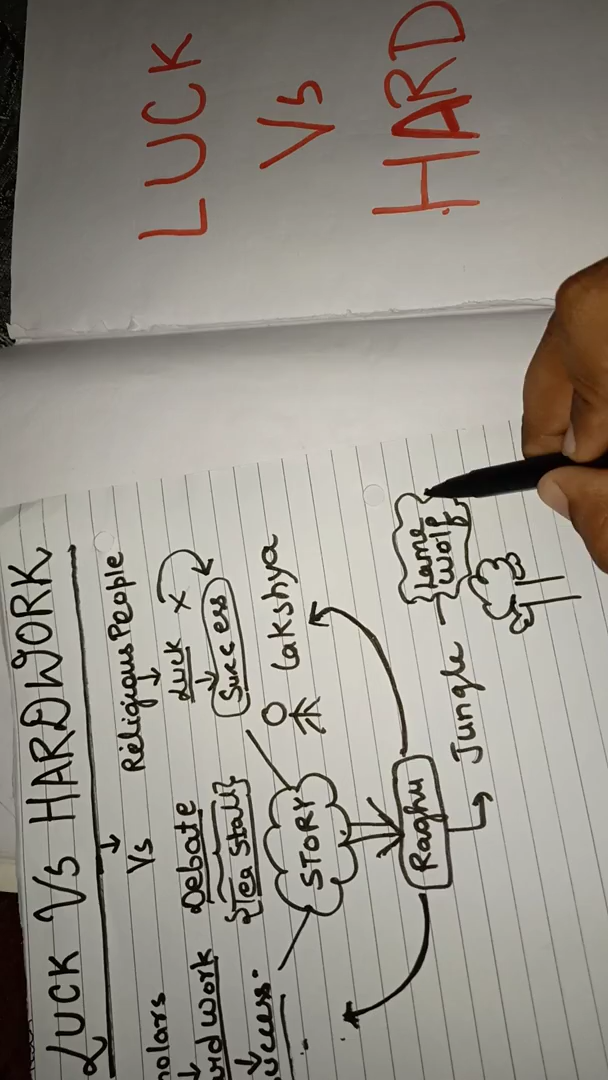 LUCK
Vs
HARD
LUCK Vs HARDWORK
Vs
Religious People
Debate
{Tea Stall}
Luck x
Success
STORY
Lakshya
Raghu
Jungle
Lame
Wolf